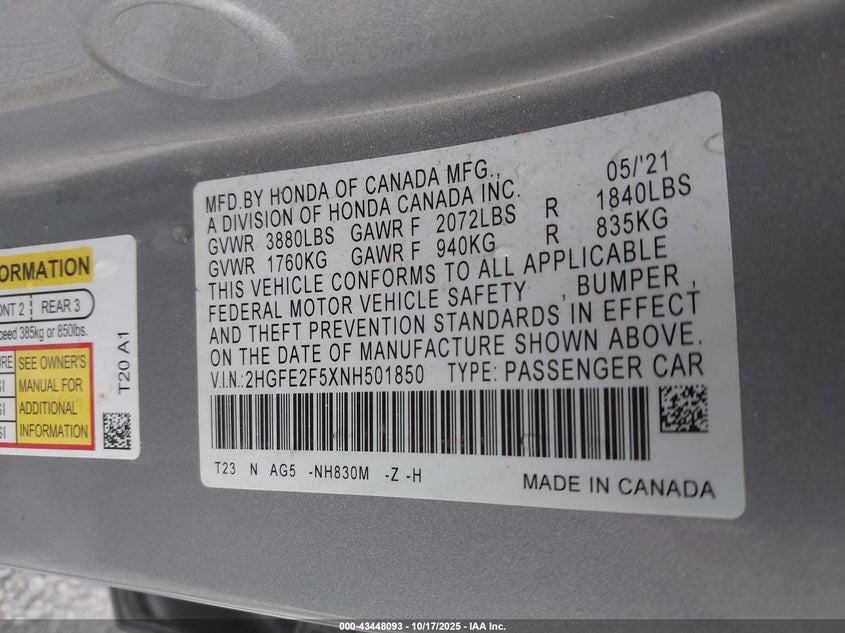 MFD.BY HONDA OF CANADA MFG., 05/'21
A DIVISION OF HONDA CANADA INC.
GVWR 3880LBS GAWR F 2072LBS R 1840LBS
GVWR 1760KG GAWR F 940KG R 835KG
THIS VEHICLE CONFORMS TO ALL APPLICABLE
FEDERAL MOTOR VEHICLE SAFETY , BUMPER ,
AND THEFT PREVENTION STANDARDS IN EFFECT
ON THE DATE OF MANUFACTURE SHOWN ABOVE.
V.I.N.:2HGFE2F5XNH501850 TYPE: PASSENGER CAR
T23 N AG5 -NH830M -Z -H
MADE IN CANADA
REAR 3
385kg or 850lbs.
SEE OWNER'S
MANUAL FOR
ADDITIONAL
INFORMATION
T20 A1
000-43448093 - 10/17/2025 - IAA Inc.